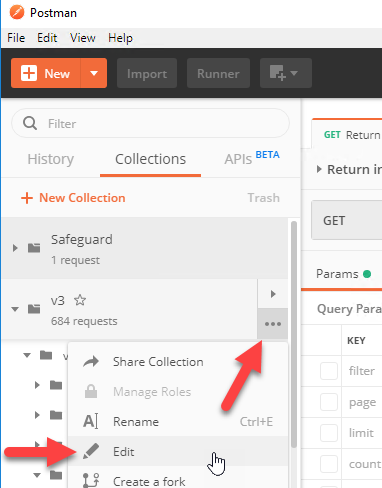 Postman
File Edit View Help
New Import Runner
Filter
History Collections APIs BETA
GET Return
New Collection Trash
Return in
Safeguard
1 request
GET
v3
684 requests
Params
Query Para
v
KEY
Share Collection
filter
Manage Roles
page
Rename Ctrl+E
limit
Edit
count
Create a fork